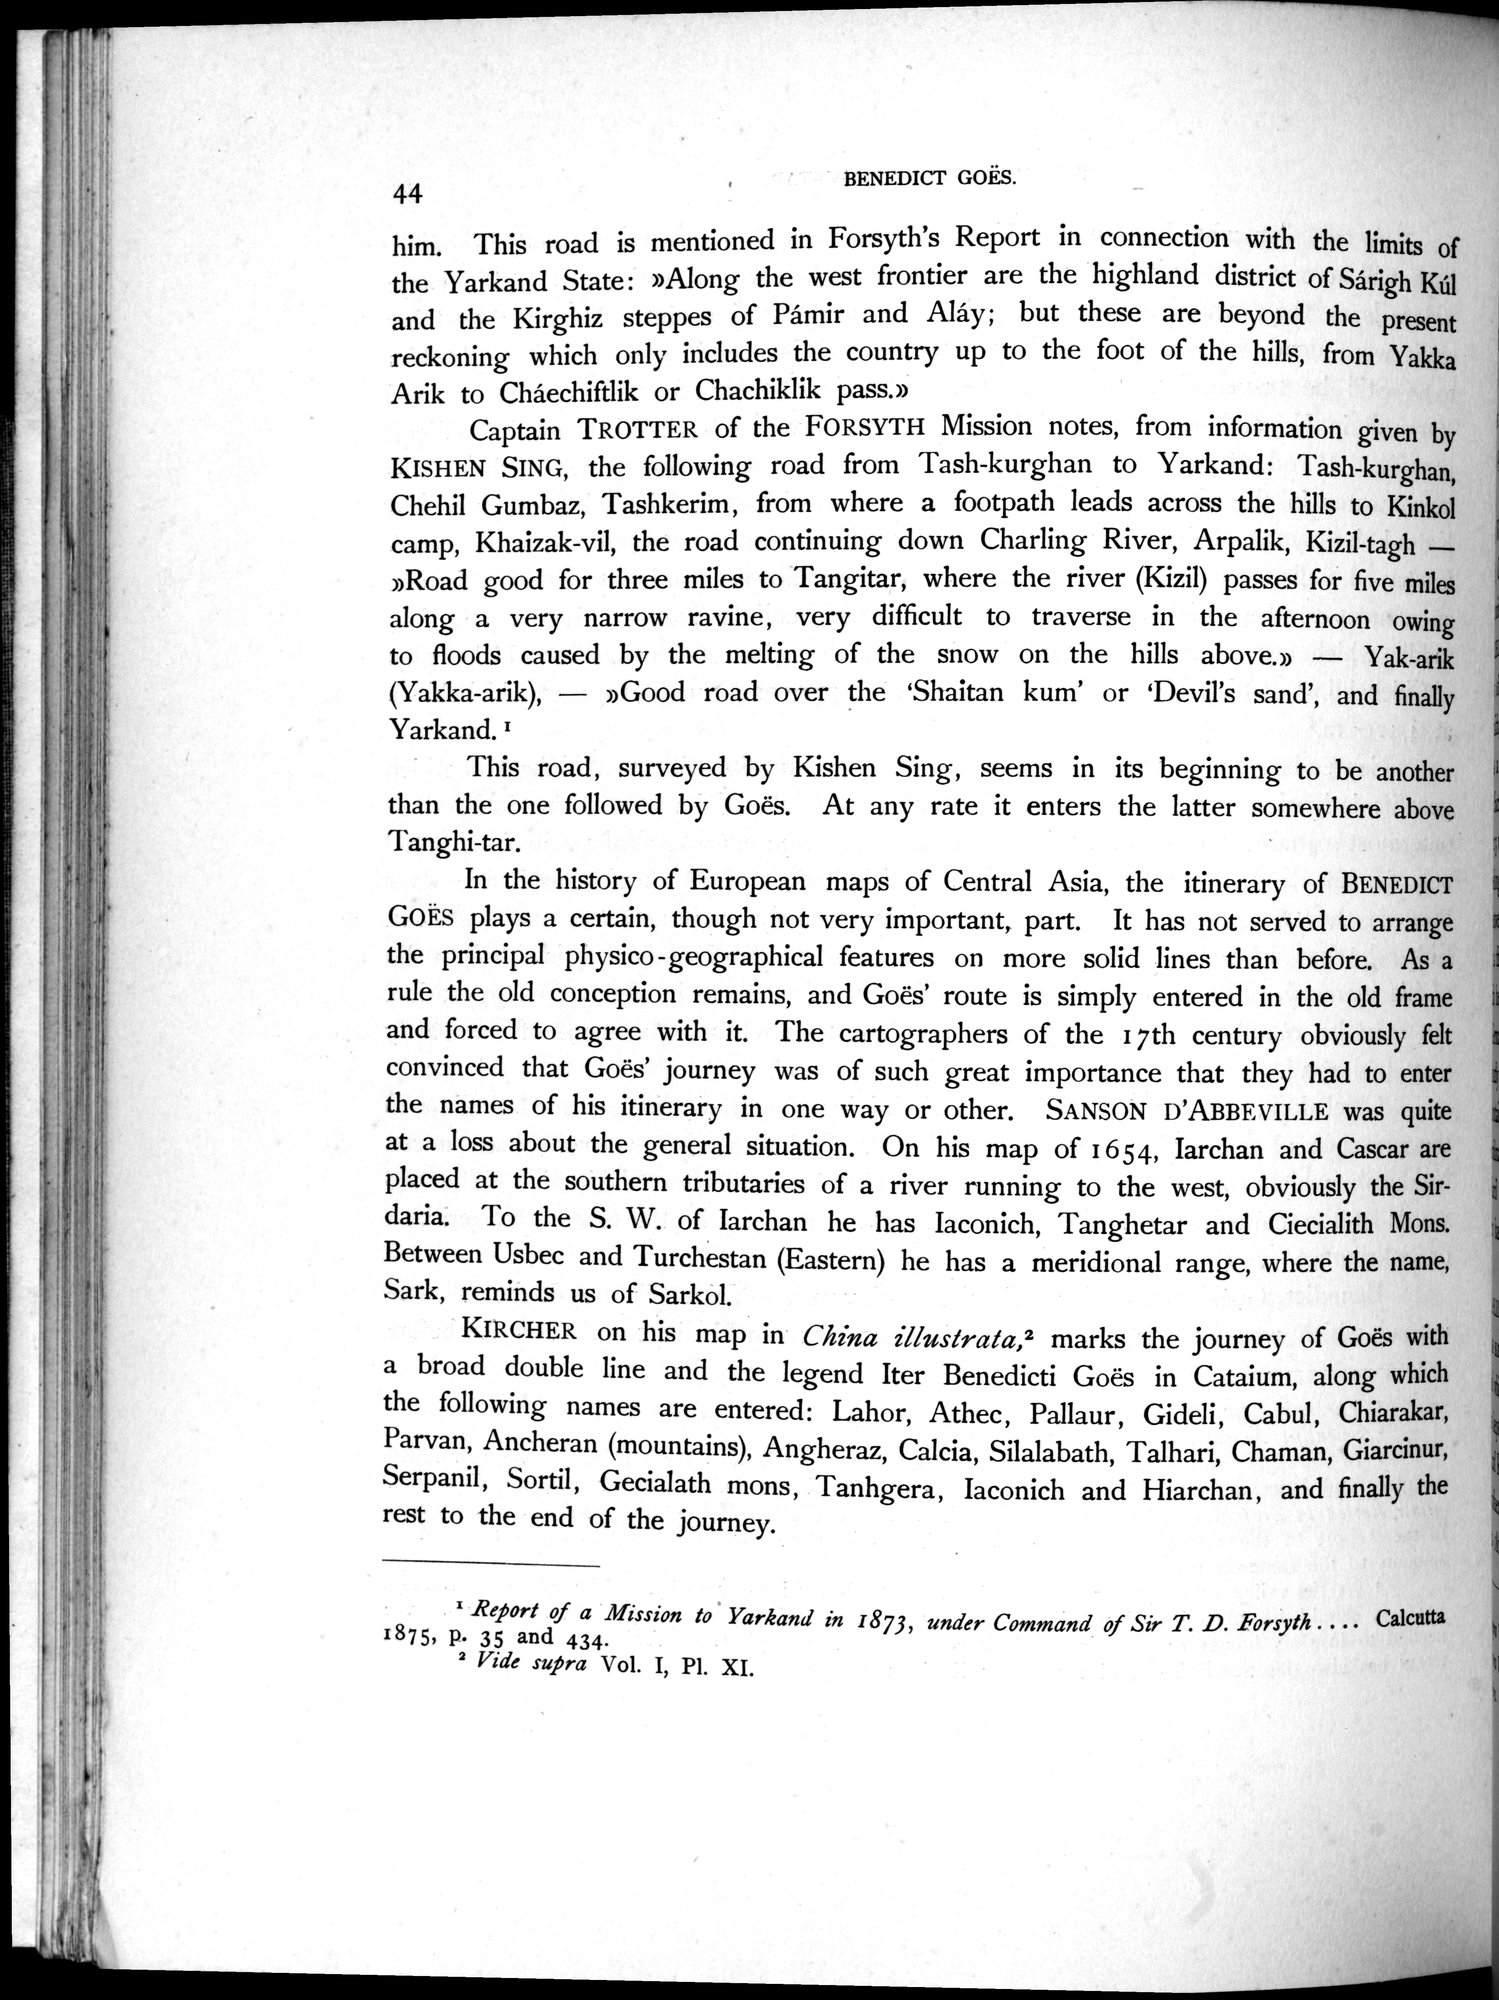 44
BENEDICT GOËS.
him. This road is mentioned in Forsyth's Report in connection with the limits of
the Yarkand State: »Along the west frontier are the highland district of Sárigh Kúl
and the Kirghiz steppes of Pámir and Aláy; but these are beyond the present
reckoning which only includes the country up to the foot of the hills, from Yakka
Arik to Cháechiftlik or Chachiklik pass.»
Captain TROTTER of the FORSYTH Mission notes, from information given by
KISHEN SING, the following road from Tash-kurghan to Yarkand: Tash-kurghan,
Chehil Gumbaz, Tashkerim, from where a footpath leads across the hills to Kinkol
camp, Khaizak-vil, the road continuing down Charling River, Arpalik, Kizil-tagh —
»Road good for three miles to Tangitar, where the river (Kizil) passes for five miles
along a very narrow ravine, very difficult to traverse in the afternoon owing
to floods caused by the melting of the snow on the hills above.» — Yak-arik
(Yakka-arik), — »Good road over the ‘Shaitan kum’ or ‘Devil's sand’, and finally
Yarkand. ¹
This road, surveyed by Kishen Sing, seems in its beginning to be another
than the one followed by Goës. At any rate it enters the latter somewhere above
Tanghi-tar.
In the history of European maps of Central Asia, the itinerary of BENEDICT
GOËS plays a certain, though not very important, part. It has not served to arrange
the principal physico-geographical features on more solid lines than before. As a
rule the old conception remains, and Goës' route is simply entered in the old frame
and forced to agree with it. The cartographers of the 17th century obviously felt
convinced that Goës' journey was of such great importance that they had to enter
the names of his itinerary in one way or other. SANSON D'ABBEVILLE was quite
at a loss about the general situation. On his map of 1654, Iarchan and Cascar are
placed at the southern tributaries of a river running to the west, obviously the Sir-
daria. To the S. W. of Iarchan he has Iaconich, Tanghetar and Ciecialith Mons.
Between Usbec and Turchestan (Eastern) he has a meridional range, where the name,
Sark, reminds us of Sarkol.
KIRCHER on his map in China illustrata,² marks the journey of Goës with
a broad double line and the legend Iter Benedicti Goës in Cataium, along which
the following names are entered: Lahor, Athec, Pallaur, Gideli, Cabul, Chiarakar,
Parvan, Ancheran (mountains), Angheraz, Calcia, Silalabath, Talhari, Chaman, Giarcinur,
Serpanil, Sortil, Gecialath mons, Tanhgera, Iaconich and Hiarchan, and finally the
rest to the end of the journey.
¹ Report of a Mission to Yarkand in 1873, under Command of Sir T. D. Forsyth.... Calcutta
1875, p. 35 and 434.
² Vide supra Vol. I, Pl. XI.